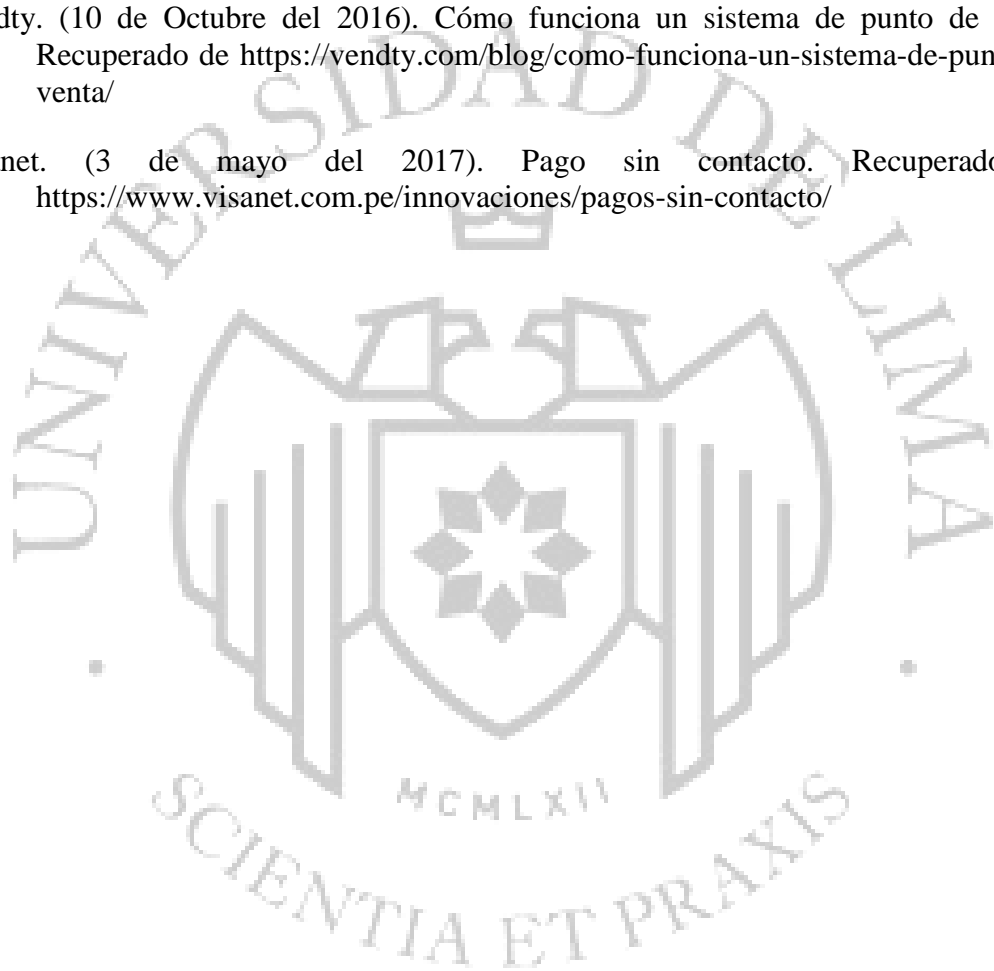 dty. (10 de Octubre del 2016). Cómo funciona un sistema de punto de
Recuperado de https://vendty.com/blog/como-funciona-un-sistema-de-pun
venta/
net. (3 de mayo del 2017). Pago sin contacto. Recuperado
https://www.visanet.com.pe/innovaciones/pagos-sin-contacto/
UNIVERSIDAD DE LIMA
MCMLXII
SCIENTIA ET PRAXIS